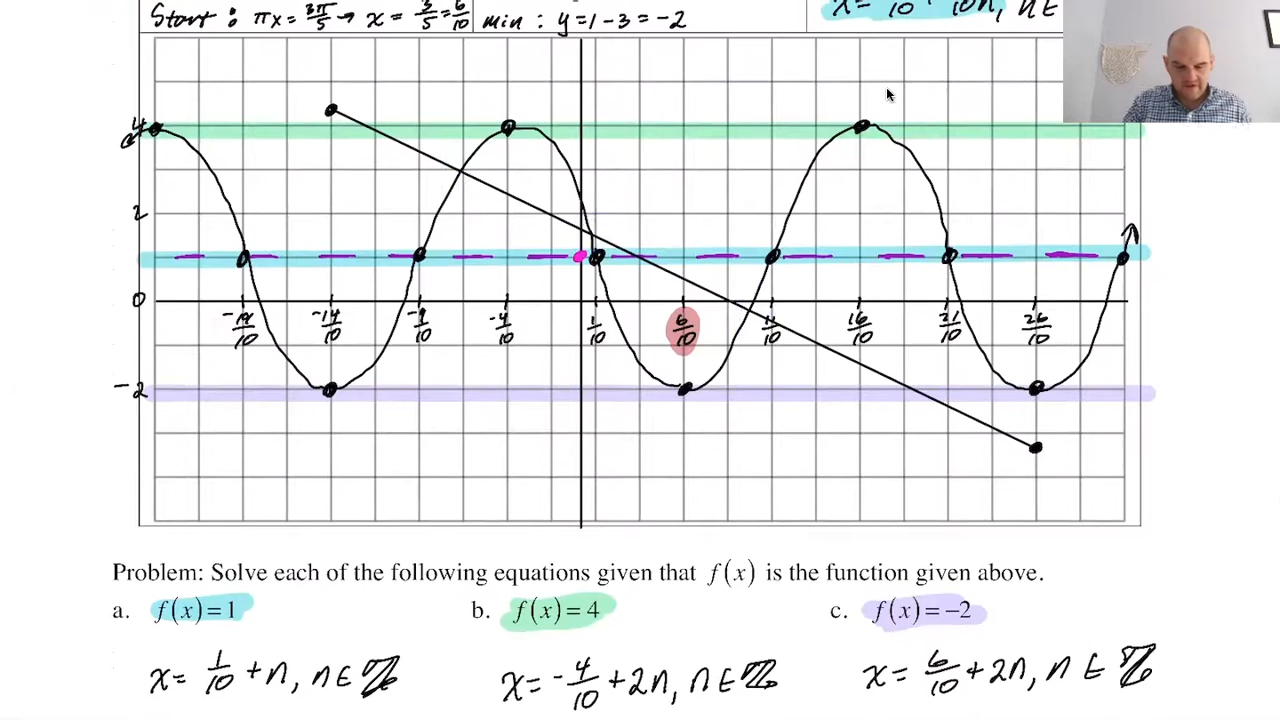 Start : πx = 3π/5 → x = 3/5 = 6/10
min : y = 1 - 3 = -2
4
2
0
-2
-19/10 -14/10 -9/10 -4/10 1/10 6/10 11/10 16/10 21/10 26/10
Problem: Solve each of the following equations given that f(x) is the function given above.
a. f(x) = 1 b. f(x) = 4 c. f(x) = -2
x = 1/10 + n, n ∈ ℤ x = -4/10 + 2n, n ∈ ℤ x = 6/10 + 2n, n ∈ ℤ